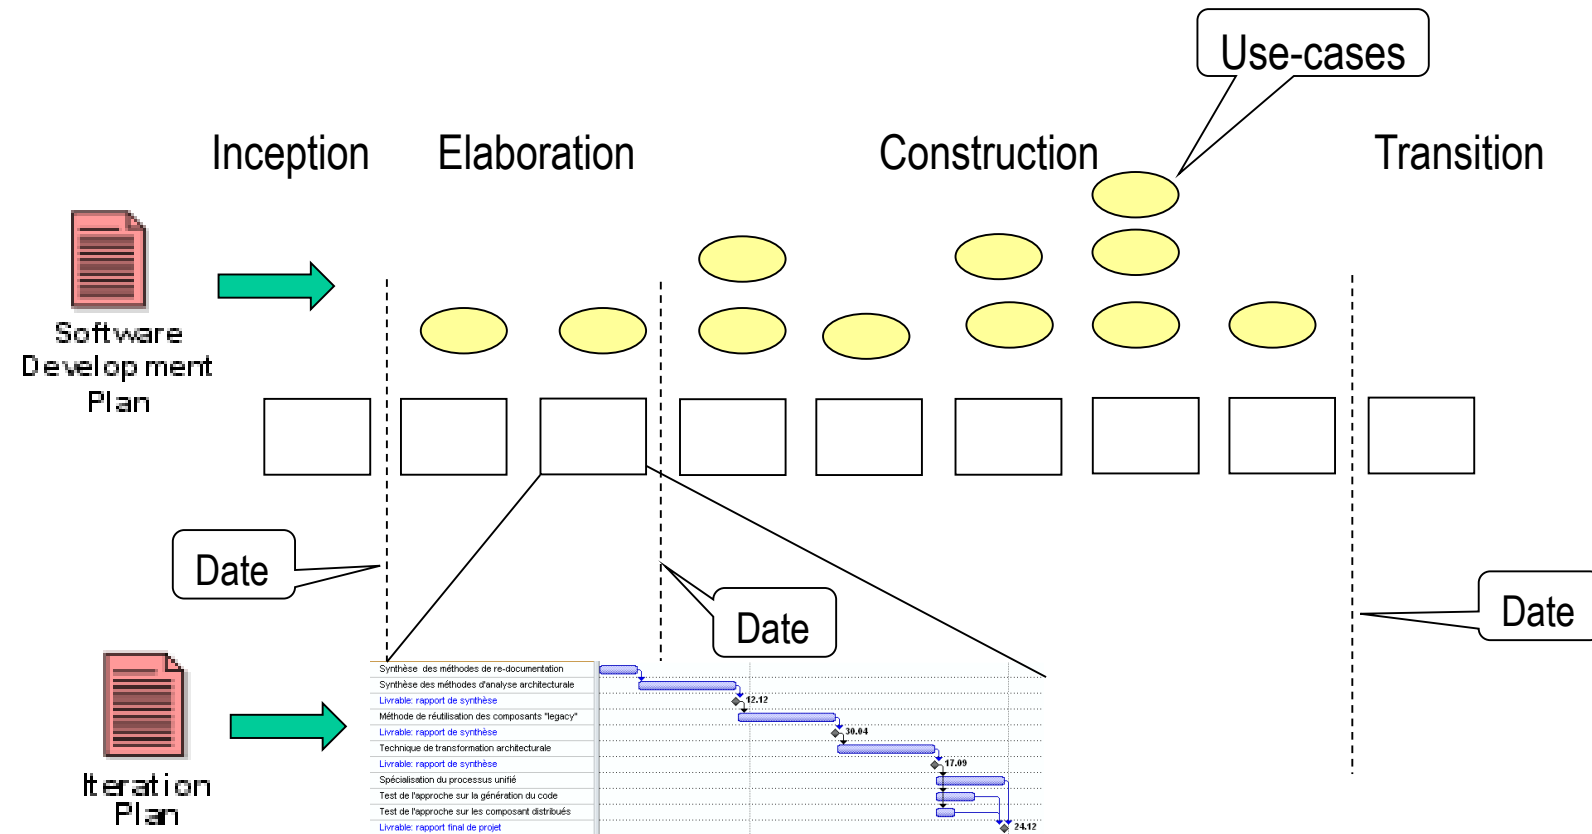 Use-cases
Inception
Elaboration
Construction
Transition
Software
Development
Plan
Date
Date
Date
Iteration
Plan
Synthèse des méthodes de re-documentation
Synthèse des méthodes d'analyse architecturale
Livrable: rapport de synthèse
12.12
Méthode de réutilisation des composants "legacy"
Livrable: rapport de synthèse
30.04
Technique de transformation architecturale
Livrable: rapport de synthèse
17.09
Spécialisation du processus unifié
Test de l'approche sur la génération du code
Test de l'approche sur les composant distribués
Livrable: rapport final de projet
24.12